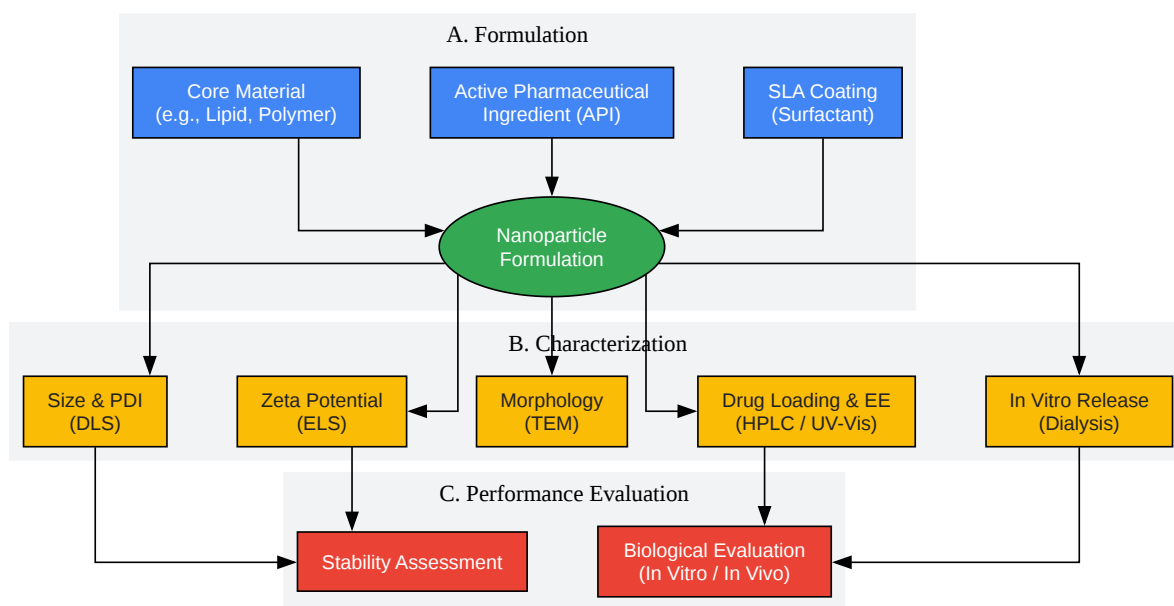 A. Formulation
Core Material
(e.g., Lipid, Polymer)
Active Pharmaceutical
Ingredient (API)
SLA Coating
(Surfactant)
Nanoparticle
Formulation
B. Characterization
Size & PDI
(DLS)
Zeta Potential
(ELS)
Morphology
(TEM)
Drug Loading & EE
(HPLC / UV-Vis)
In Vitro Release
(Dialysis)
C. Performance Evaluation
Stability Assessment
Biological Evaluation
(In Vitro / In Vivo)